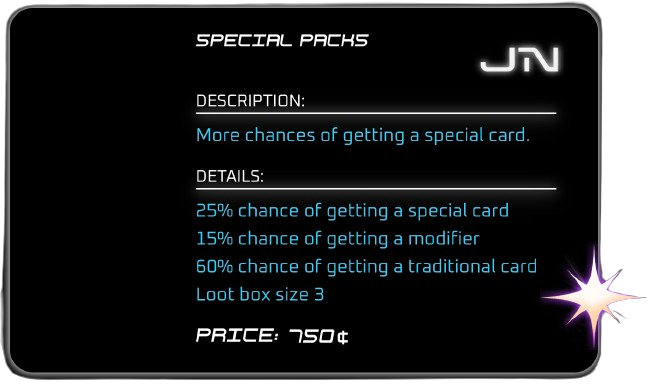 SPECIAL PACKS
JTN
DESCRIPTION:
More chances of getting a special card.
DETAILS:
25% chance of getting a special card
15% chance of getting a modifier
60% chance of getting a traditional card
Loot box size 3
PRICE: 750¢